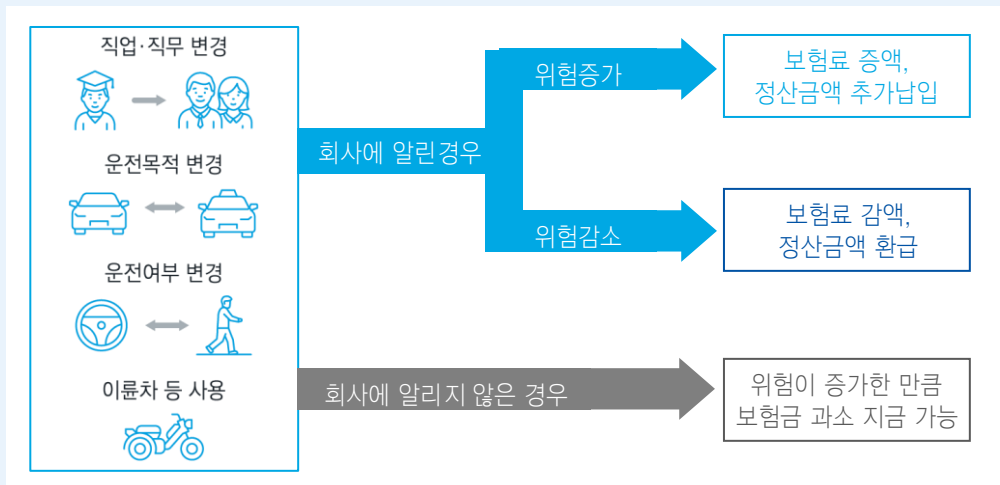 직업·직무 변경
운전목적 변경
운전여부 변경
이륜차 등 사용
회사에 알린경우
위험증가
보험료 증액,
정산금액 추가납입
위험감소
보험료 감액,
정산금액 환급
회사에 알리지 않은 경우
위험이 증가한 만큼
보험금 과소 지금 가능